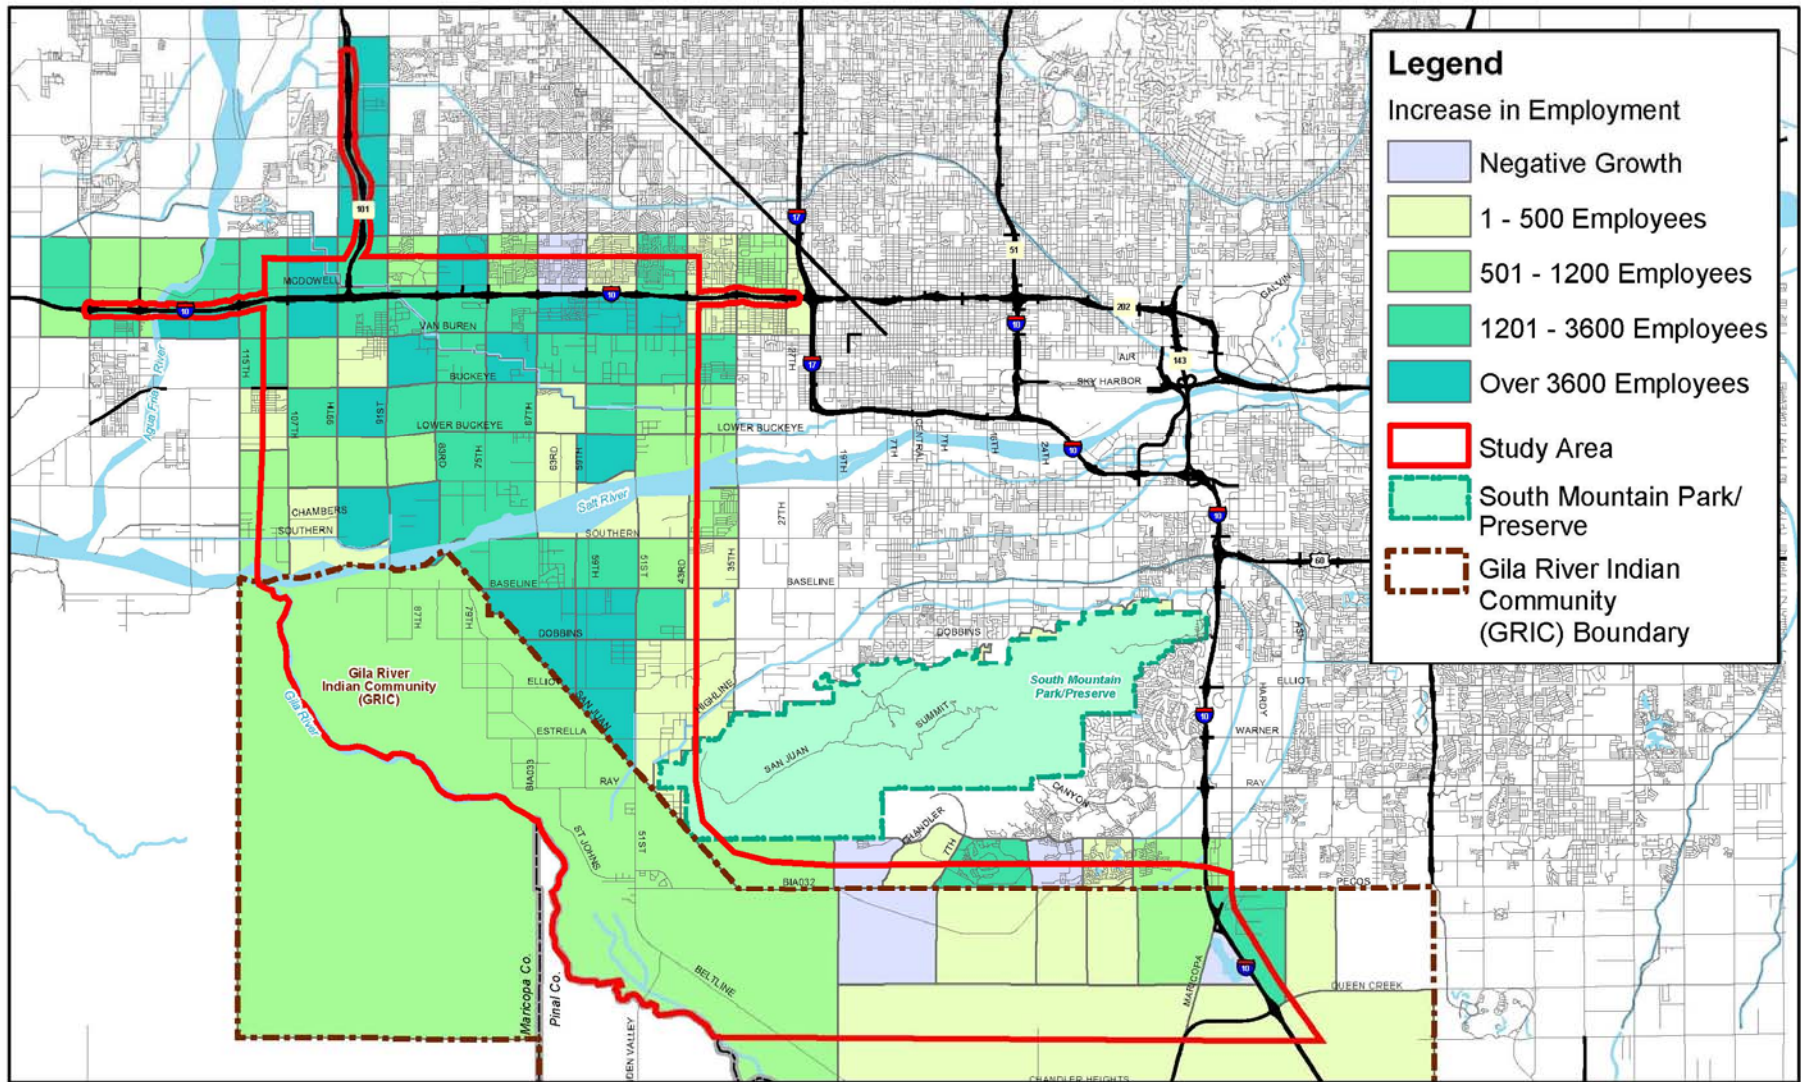 Legend
Increase in Employment
Negative Growth
1 - 500 Employees
501 - 1200 Employees
1201 - 3600 Employees
Over 3600 Employees
Study Area
South Mountain Park/
Preserve
Gila River Indian
Community
(GRIC) Boundary
101
17
51
MCDOWELL
10
10
202
GALVIN
VAN BUREN
10
115TH
27TH
17
AIR
143
BUCKEYE
SKY HARBOR
Agua Fria River
107TH
99TH
91ST
LOWER BUCKEYE
67TH
LOWER BUCKEYE
83RD
75TH
63RD
59TH
19TH
7TH
CENTRAL
7TH
16TH
24TH
10
Salt River
CHAMBERS
SOUTHERN
SOUTHERN
27TH
10
60
59TH
51ST
43RD
35TH
BASELINE
BASELINE
87TH
79TH
DOBBINS
DOBBINS
ASH
Gila River
Indian Community
(GRIC)
ELLIOT
SAN JUAN
HIGHLINE
South Mountain
Park/Preserve
ELLIOT
HARDY
Gila River
SUMMIT
10
ESTRELLA
WARNER
SAN JUAN
BIA033
RAY
RAY
CANYON
ST JOHNS
51ST
CHANDLER
7TH
BIA032
PECOS
Maricopa Co.
Pinal Co.
BELTLINE
MARICOPA
10
QUEEN CREEK
DEN VALLEY
CHANDLER HEIGHTS